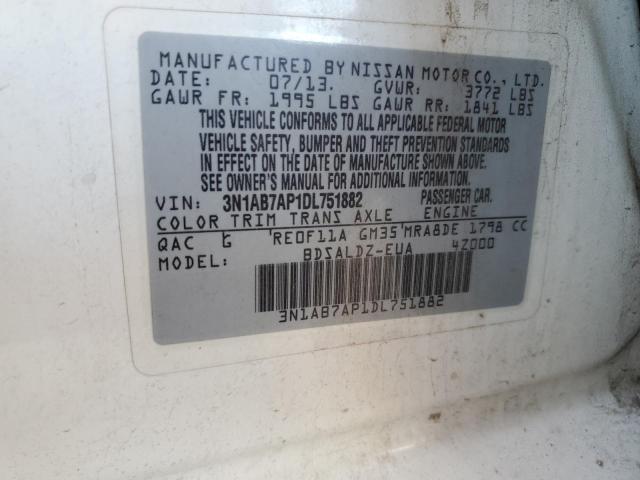 MANUFACTURED BY NISSAN MOTOR CO., LTD.
DATE: 07/13. GVWR: 3772 LBS
GAWR FR: 1995 LBS GAWR RR: 1841 LBS
THIS VEHICLE CONFORMS TO ALL APPLICABLE FEDERAL MOTOR
VEHICLE SAFETY, BUMPER AND THEFT PREVENTION STANDARDS
IN EFFECT ON THE DATE OF MANUFACTURE SHOWN ABOVE.
SEE OWNER'S MANUAL FOR ADDITIONAL INFORMATION.
VIN: 3N1AB7AP1DL751882 PASSENGER CAR.
COLOR TRIM TRANS AXLE ENGINE
QAC G RE0F11A GM35 MRA8DE 1798 CC
MODEL: BDSALDZ-EUA 4Z000
3N1AB7AP1DL751882